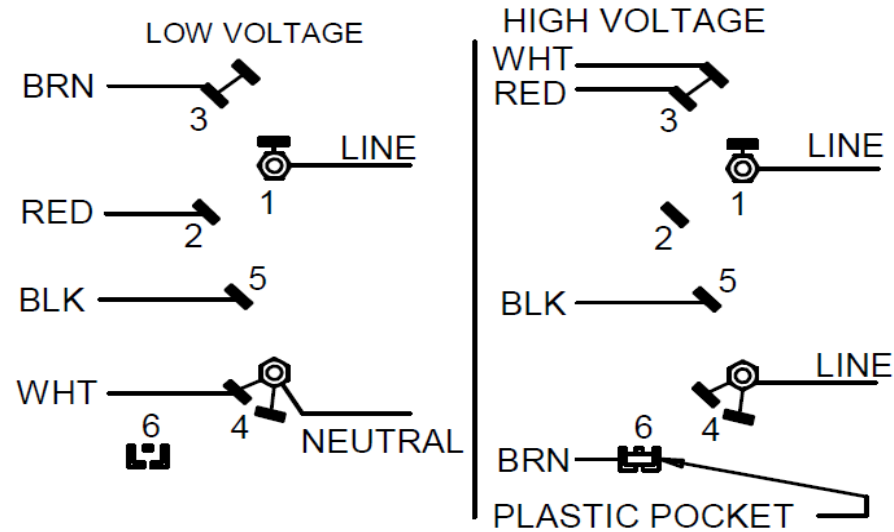 LOW VOLTAGE
BRN
3
LINE
1
RED
2
5
BLK
WHT
4
6
NEUTRAL
HIGH VOLTAGE
WHT
RED
3
LINE
1
2
5
BLK
LINE
4
6
BRN
PLASTIC POCKET